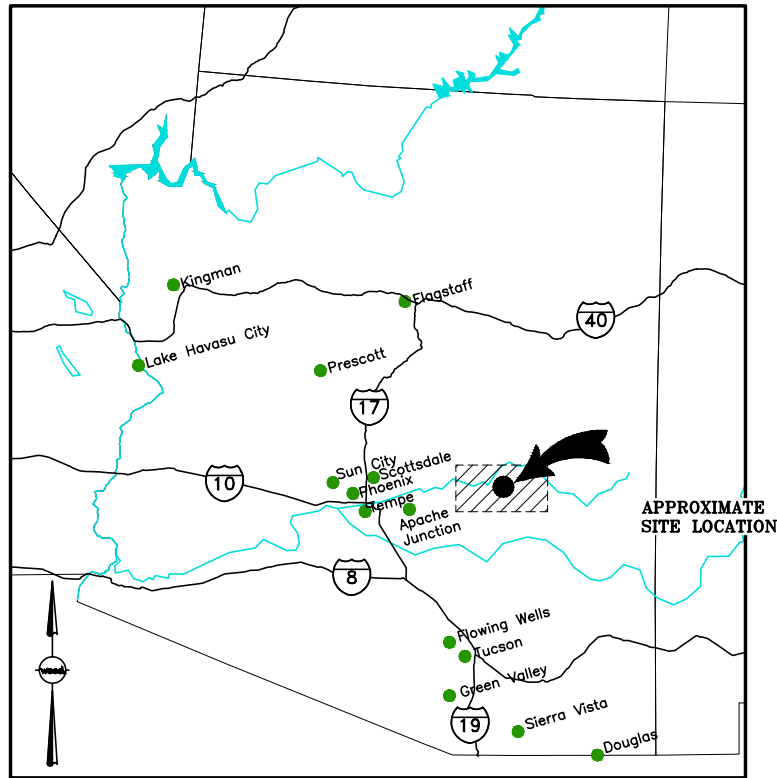 Kingman
Flagstaff
40
Lake Havasu City
Prescott
17
Sun City
Scottsdale
10
Phoenix
Tempe
Apache
Junction
APPROXIMATE
SITE LOCATION
8
Flowing Wells
Tucson
wood.
Green Valley
19
Sierra Vista
Douglas